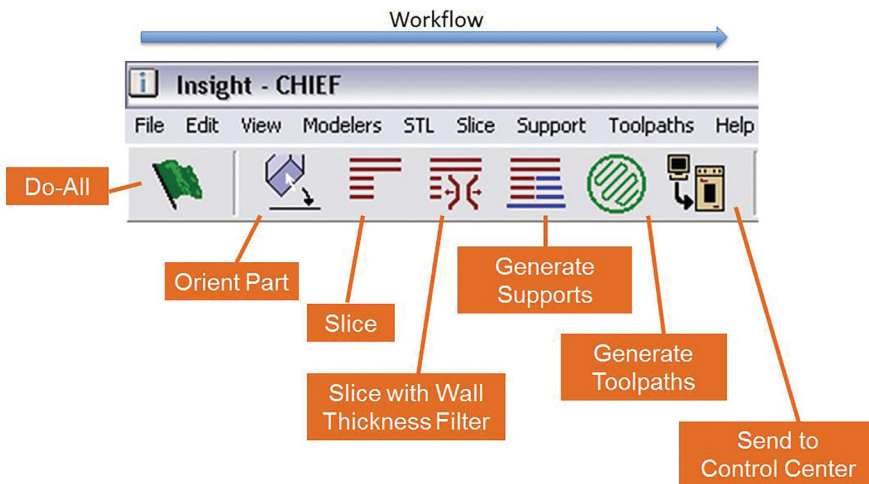 Workflow
Insight - CHIEF
File Edit View Modelers STL Slice Support Toolpaths Help
Do-All
Orient Part
Slice
Slice with Wall
Thickness Filter
Generate
Supports
Generate
Toolpaths
Send to
Control Center